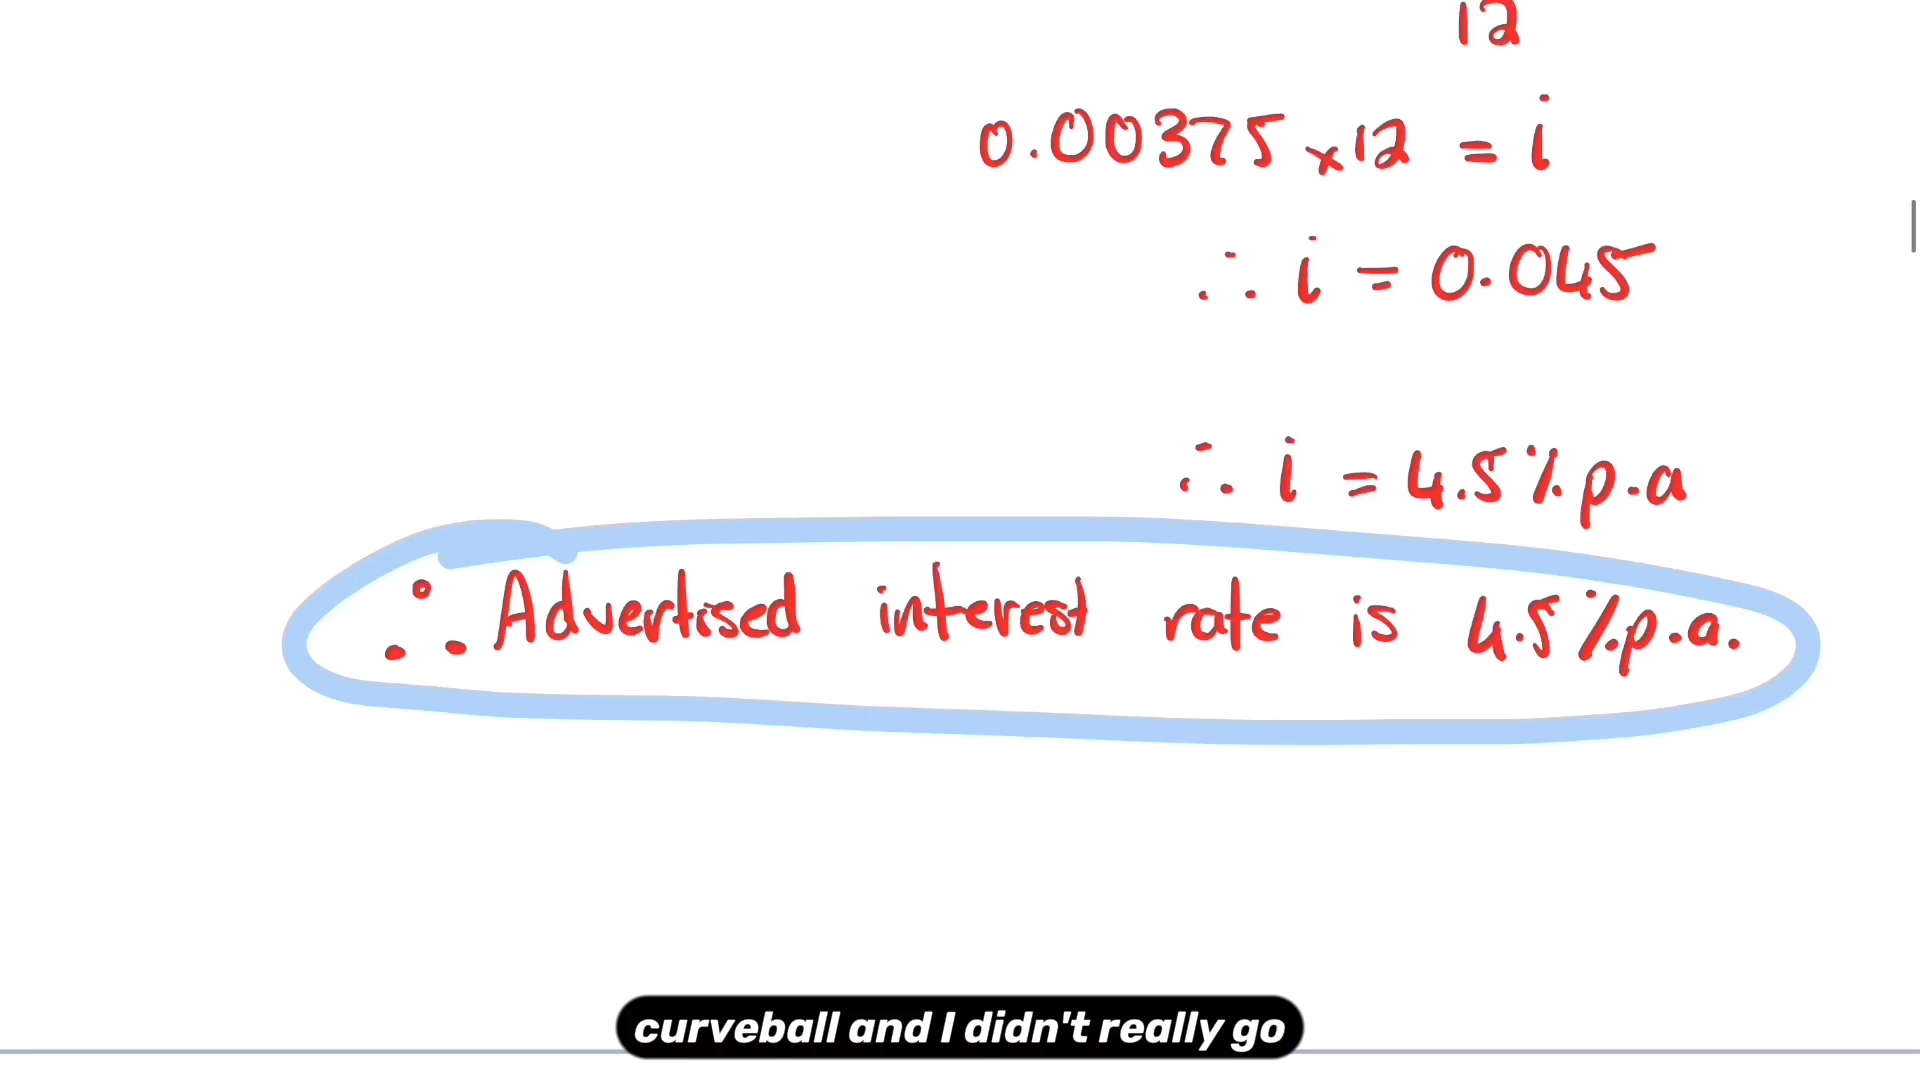 12
0.00375 × 12 = i
∴ i = 0.045
∴ i = 4.5% p.a
∴ Advertised interest rate is 4.5% p.a.
curveball and I didn't really go